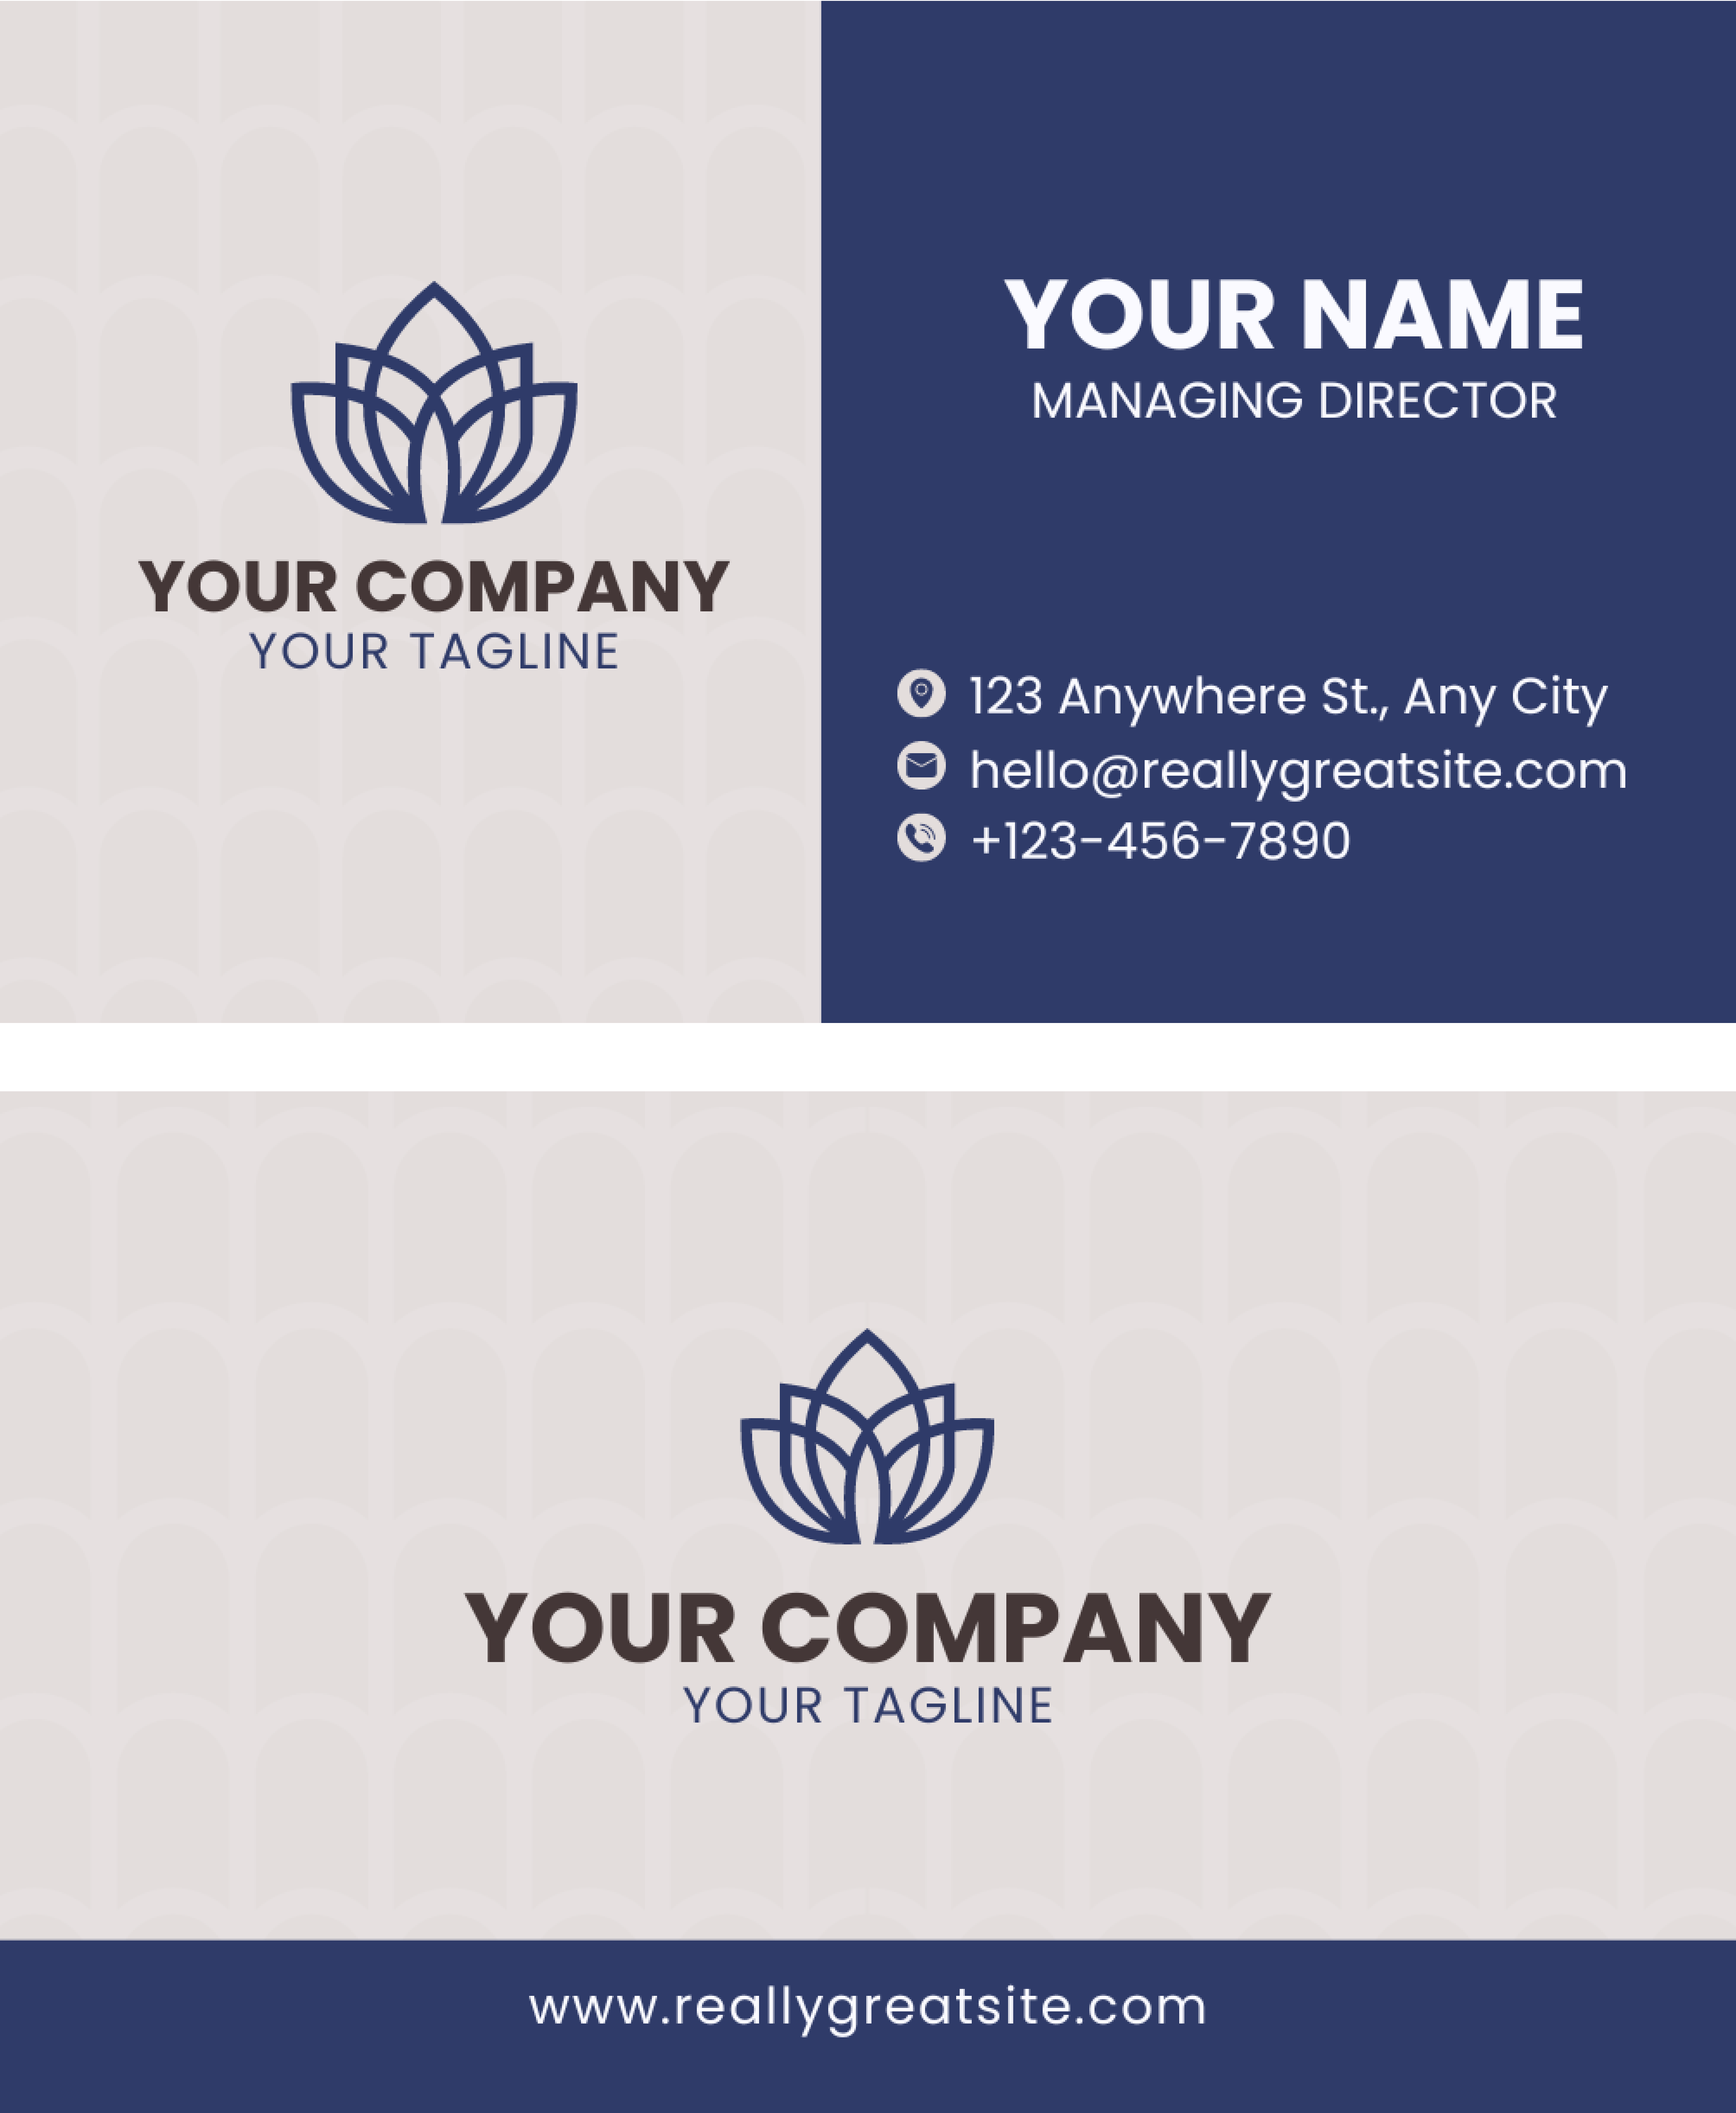 YOUR COMPANY
YOUR TAGLINE
YOUR NAME
MANAGING DIRECTOR
123 Anywhere St., Any City
hello@reallygreatsite.com
+123-456-7890
YOUR COMPANY
YOUR TAGLINE
www.reallygreatsite.com